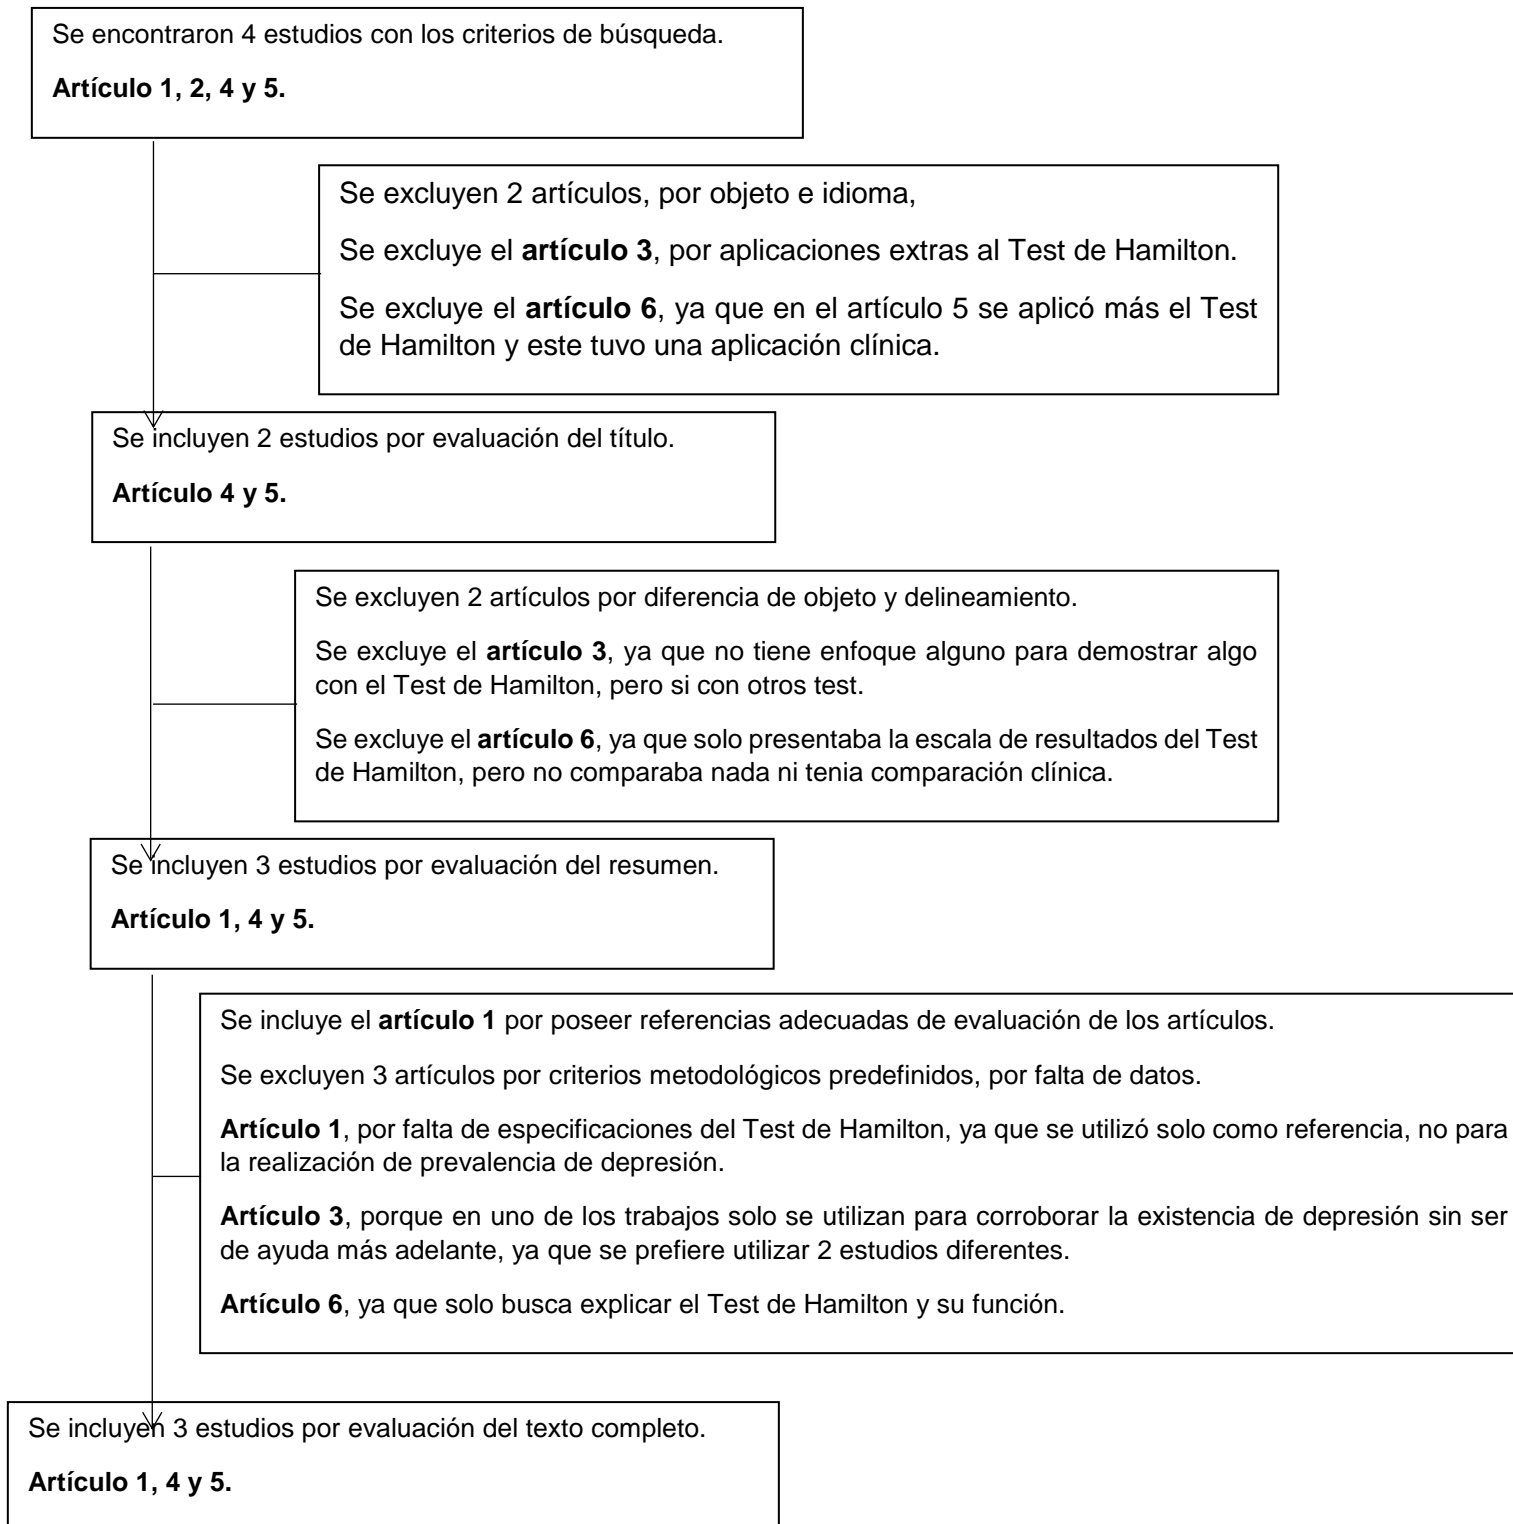 Se encontraron 4 estudios con los criterios de búsqueda.
Artículo 1, 2, 4 y 5.
Se excluyen 2 artículos, por objeto e idioma,
Se excluye el artículo 3, por aplicaciones extras al Test de Hamilton.
Se excluye el artículo 6, ya que en el artículo 5 se aplicó más el Test
de Hamilton y este tuvo una aplicación clínica.
Se incluyen 2 estudios por evaluación del título.
Artículo 4 y 5.
Se excluyen 2 artículos por diferencia de objeto y delineamiento.
Se excluye el artículo 3, ya que no tiene enfoque alguno para demostrar algo
con el Test de Hamilton, pero si con otros test.
Se excluye el artículo 6, ya que solo presentaba la escala de resultados del Test
de Hamilton, pero no comparaba nada ni tenia comparación clínica.
Se incluyen 3 estudios por evaluación del resumen.
Artículo 1, 4 y 5.
Se incluye el artículo 1 por poseer referencias adecuadas de evaluación de los artículos.
Se excluyen 3 artículos por criterios metodológicos predefinidos, por falta de datos.
Artículo 1, por falta de especificaciones del Test de Hamilton, ya que se utilizó solo como referencia, no para
la realización de prevalencia de depresión.
Artículo 3, porque en uno de los trabajos solo se utilizan para corroborar la existencia de depresión sin ser
de ayuda más adelante, ya que se prefiere utilizar 2 estudios diferentes.
Artículo 6, ya que solo busca explicar el Test de Hamilton y su función.
Se incluyen 3 estudios por evaluación del texto completo.
Artículo 1, 4 y 5.